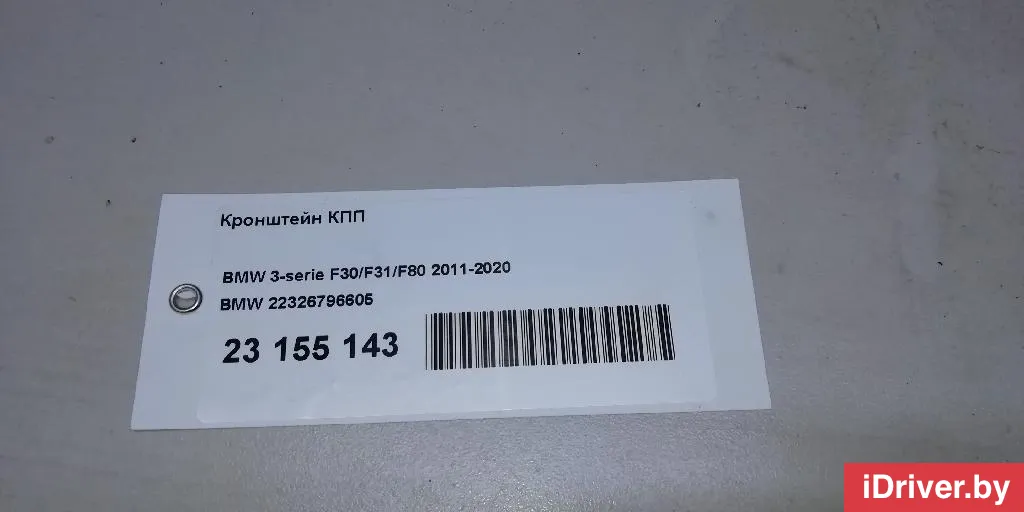 Кронштейн КПП
BMW 3-serie F30/F31/F80 2011-2020
BMW 22326796605
23 155 143
iDriver.by